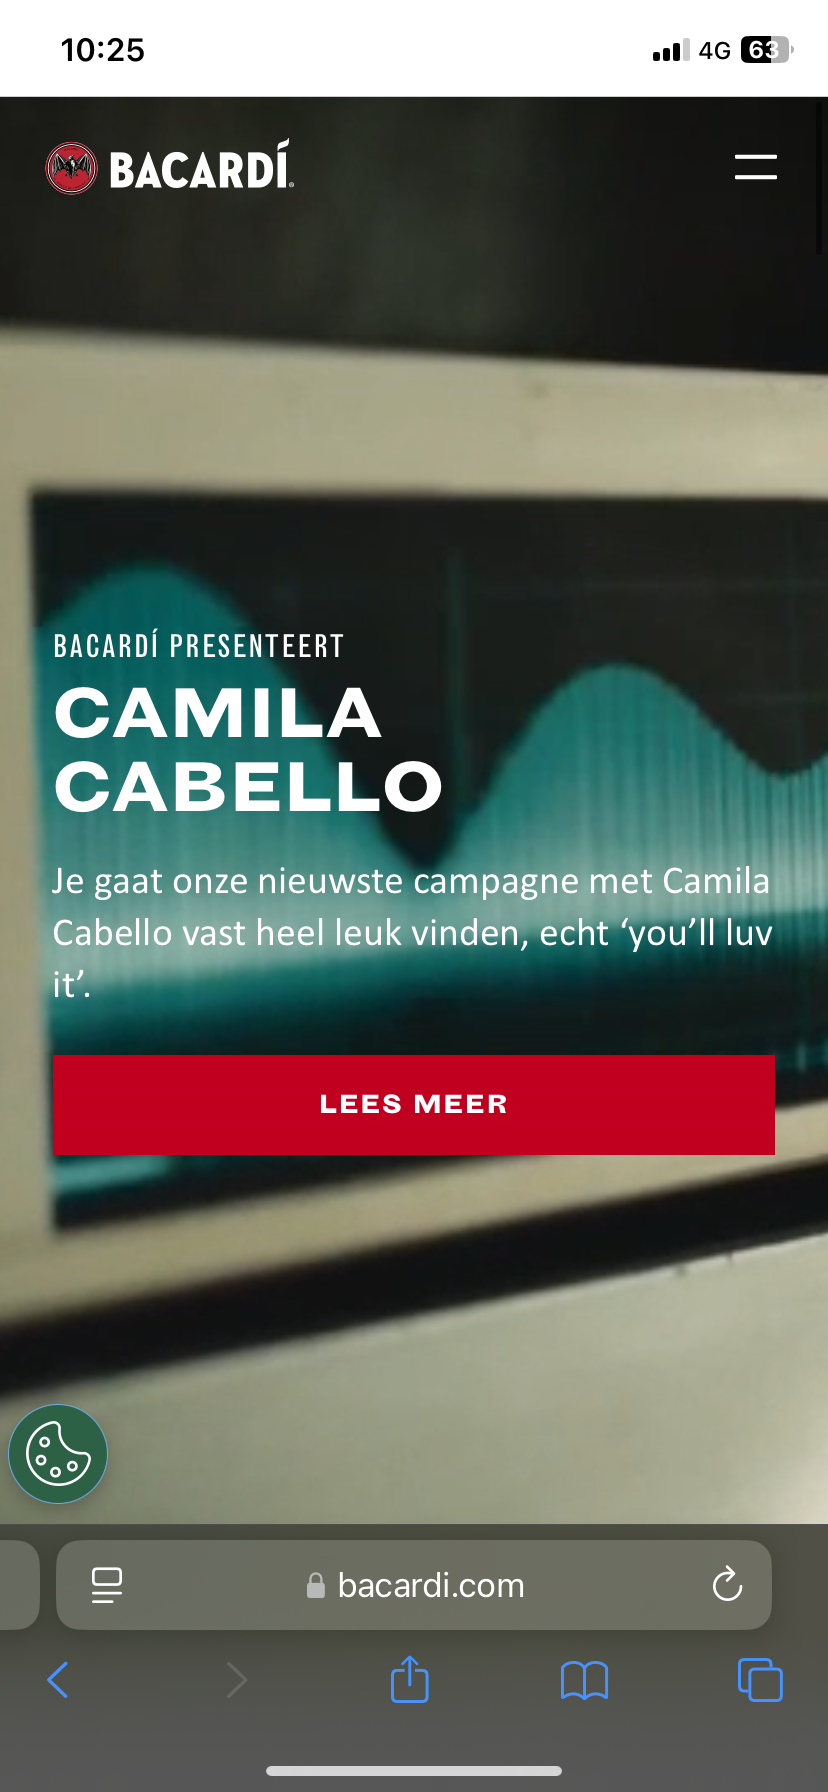 10:25
4G
63
BACARDÍ
BACARDÍ PRESENTEERT
CAMILA
CABELLO
Je gaat onze nieuwste campagne met Camila
Cabello vast heel leuk vinden, echt ‘you’ll luv
it’.
LEES MEER
bacardi.com